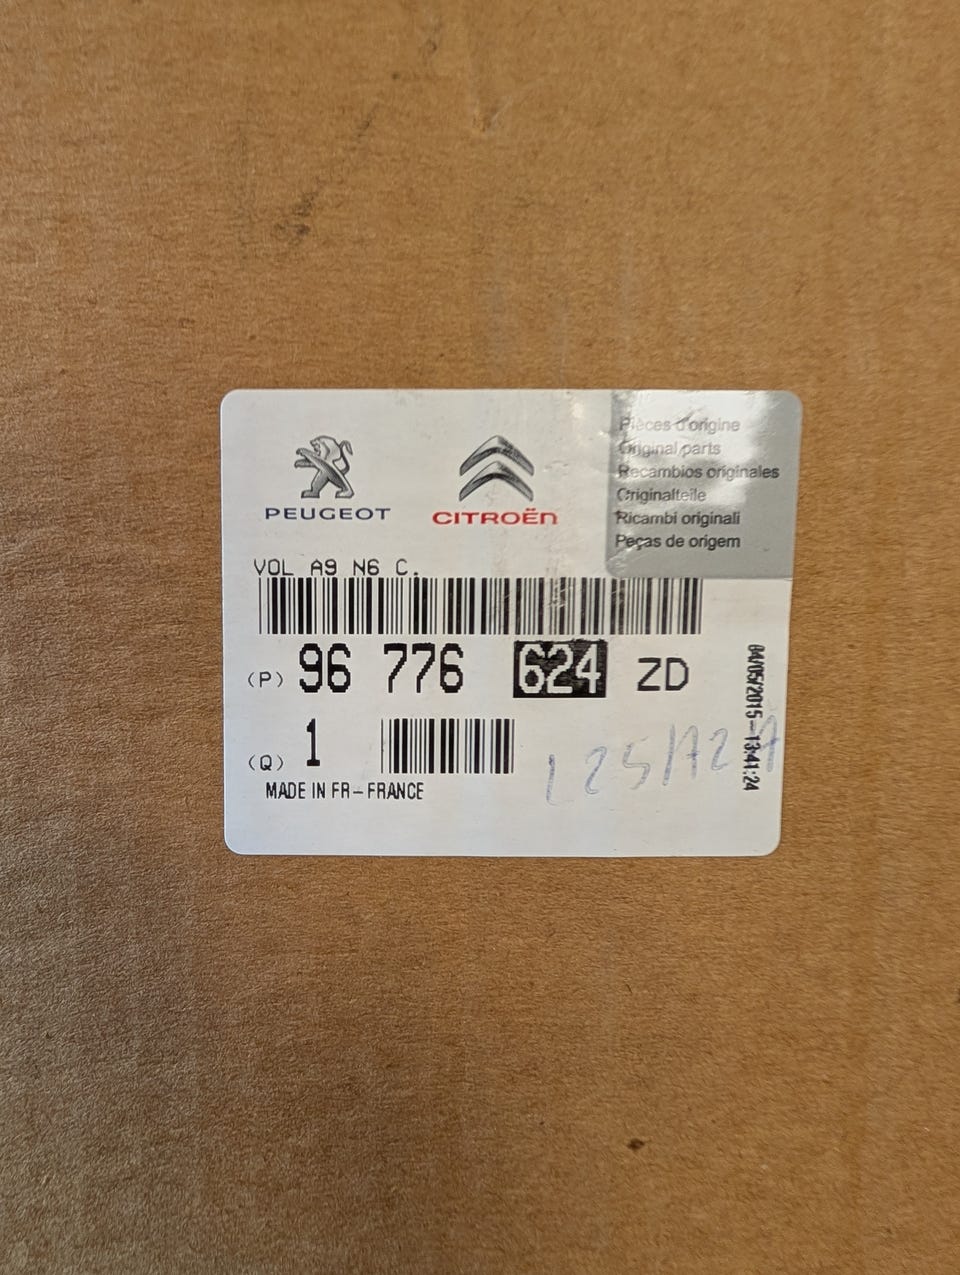 PEUGEOT
CITROËN
Pièces d'origine
Original parts
Recambios originales
Originalteile
Ricambi originali
Peças de origem
VOL A9 N6 C.
(P) 96 776 624 ZD
(Q) 1
MADE IN FR-FRANCE
04/05/2015-13:41:24